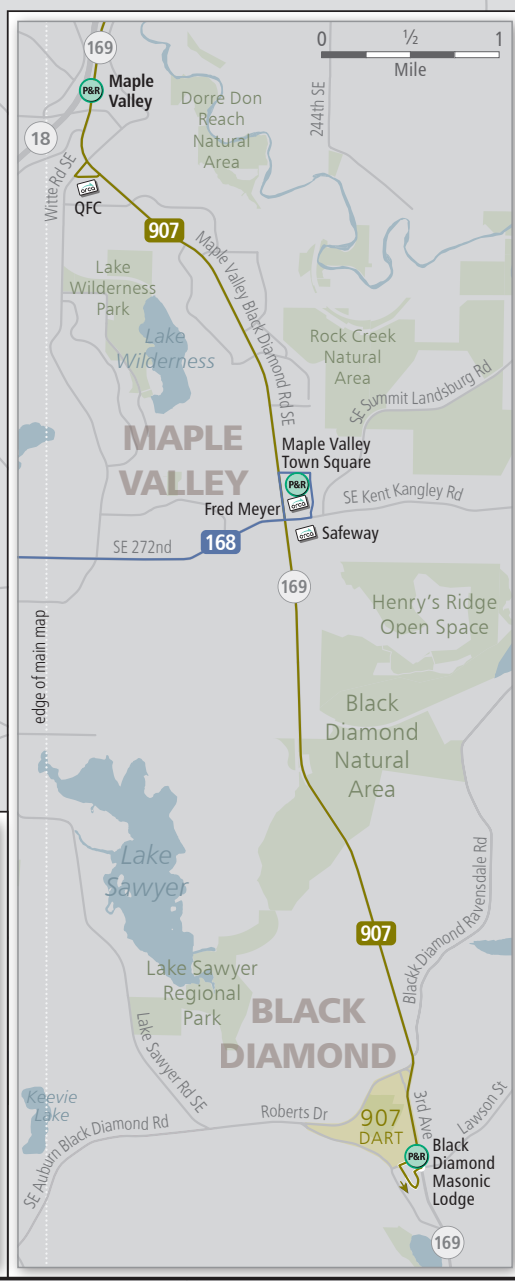 169
0 ½ 1
Mile
P&R
Maple
Valley
Dorre Don
Reach
Natural
Area
244th SE
18
Witte Rd SE
orca
QFC
907
Maple Valley Black Diamond Rd SE
Lake
Wilderness
Park
Lake
Wilderness
Rock Creek
Natural
Area
SE Summit Landsburg Rd
MAPLE
VALLEY
Maple Valley
Town Square
P&R
orca
Fred Meyer
SE Kent Kangley Rd
orca
Safeway
SE 272nd
168
169
Henry's Ridge
Open Space
edge of main map
Black
Diamond
Natural
Area
Lake
Sawyer
907
Blackk Diamond Ravensdale Rd
Lake Sawyer
Regional
Park
BLACK
DIAMOND
Lake Sawyer Rd SE
Keevie
Lake
SE Auburn Black Diamond Rd
Roberts Dr
907
DART
3rd Ave
Lawson St
P&R
Black
Diamond
Masonic
Lodge
169